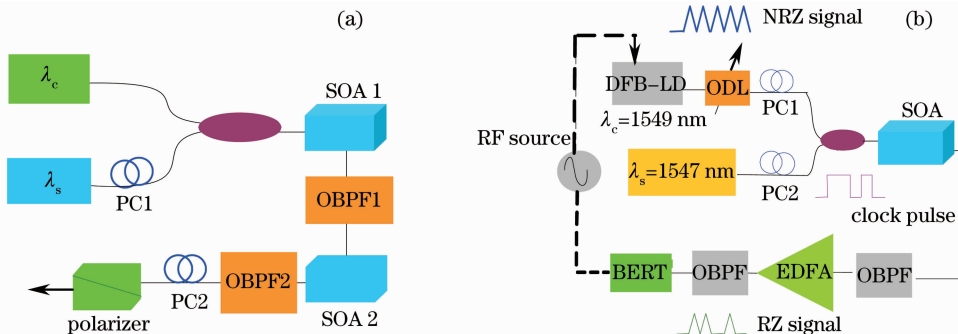 (a)
λc
SOA 1
λs
PC1
OBPF1
OBPF2
PC2
polarizer
SOA 2
(b)
NRZ signal
DFB-LD
ODL
PC1
λc=1549 nm
SOA
RF source
λs=1547 nm
PC2
clock pulse
BERT
OBPF
EDFA
OBPF
RZ signal